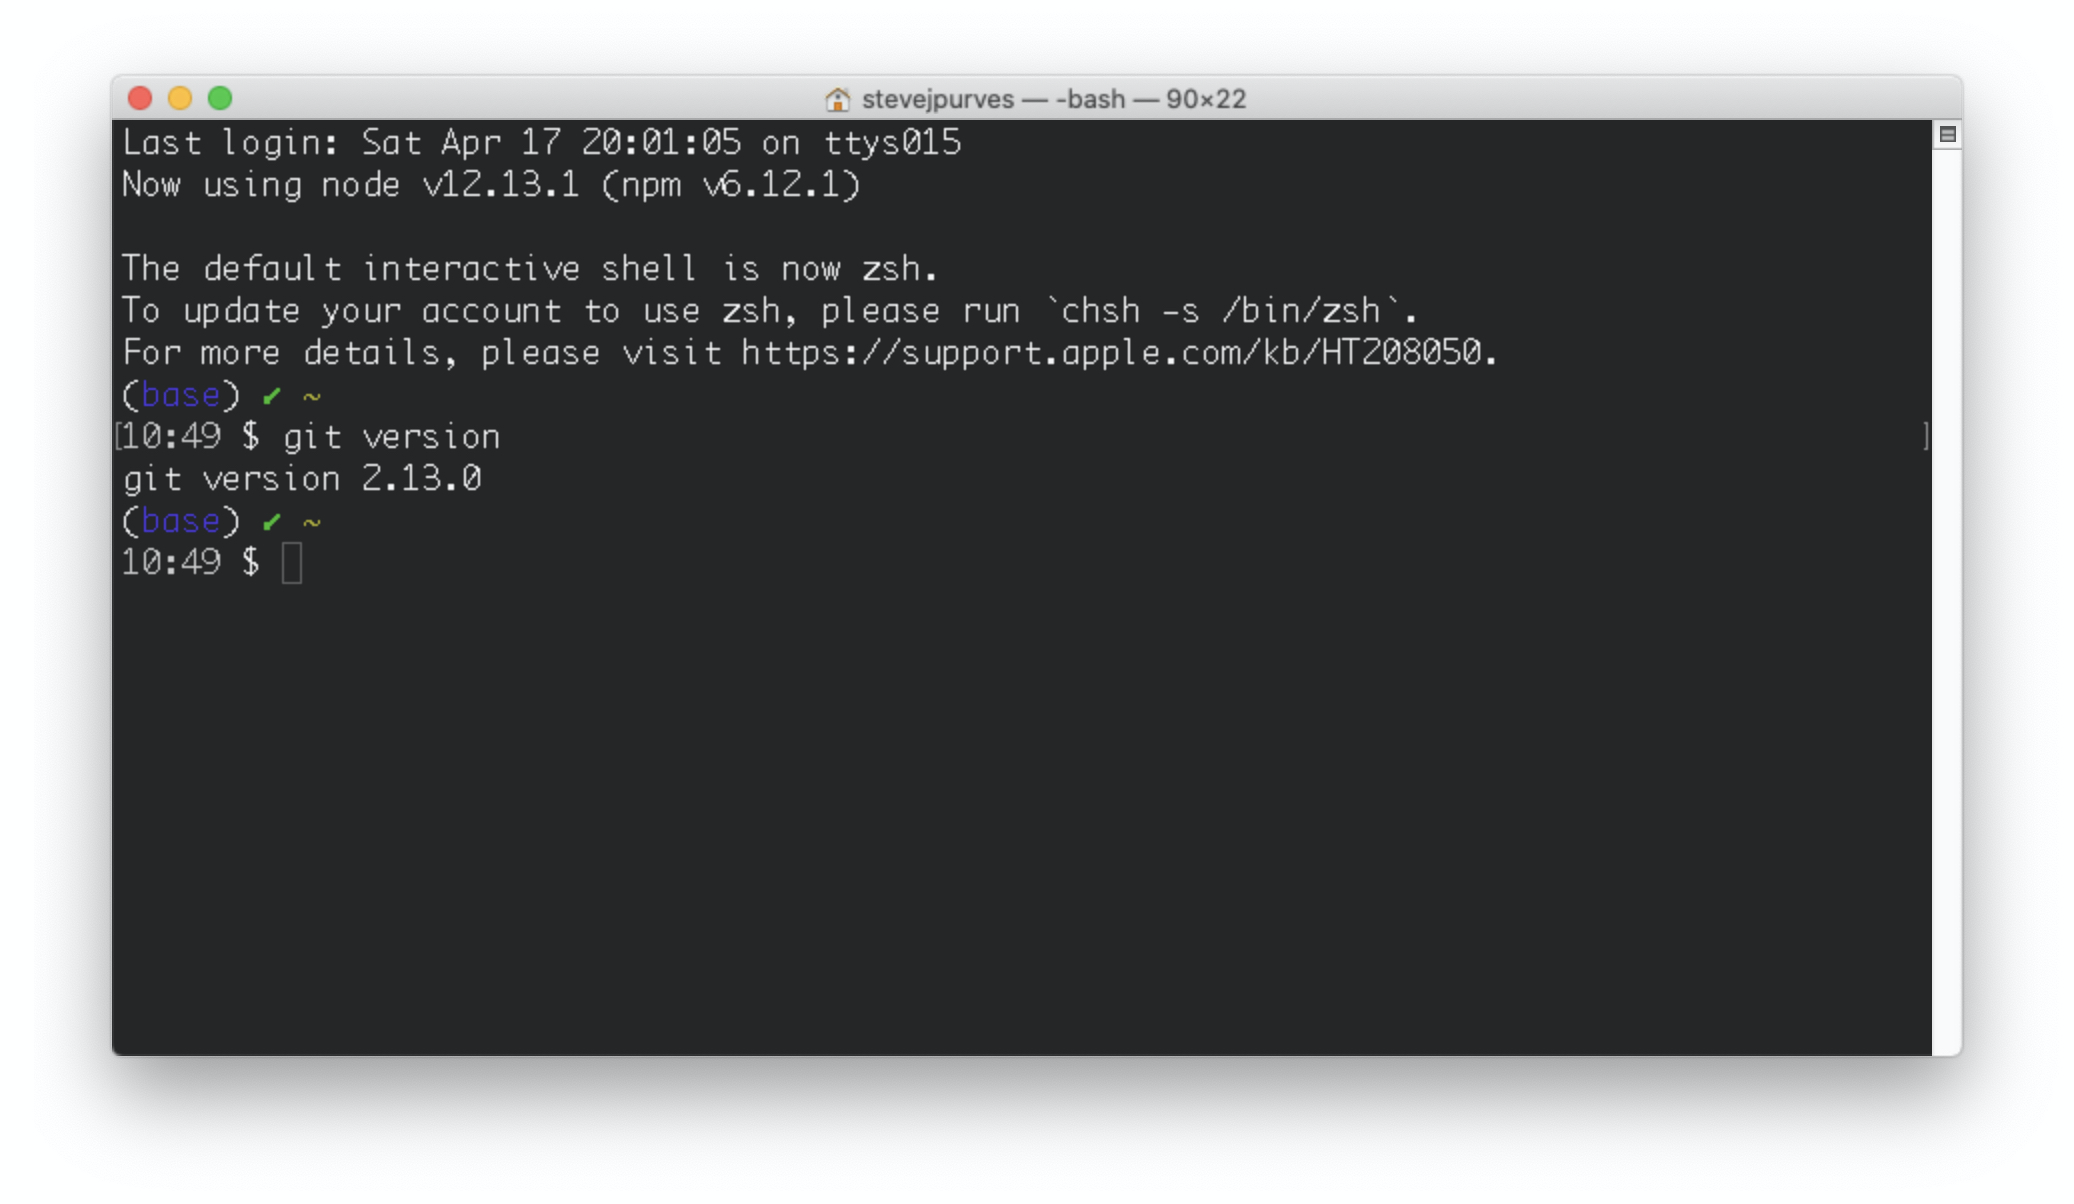 stevejpurves — -bash — 90×22
Last login: Sat Apr 17 20:01:05 on ttys015
Now using node v12.13.1 (npm v6.12.1)
The default interactive shell is now zsh.
To update your account to use zsh, please run `chsh -s /bin/zsh`.
For more details, please visit https://support.apple.com/kb/HT208050.
(base) ✔ ~
[10:49 $ git version ]
git version 2.13.0
(base) ✔ ~
10:49 $